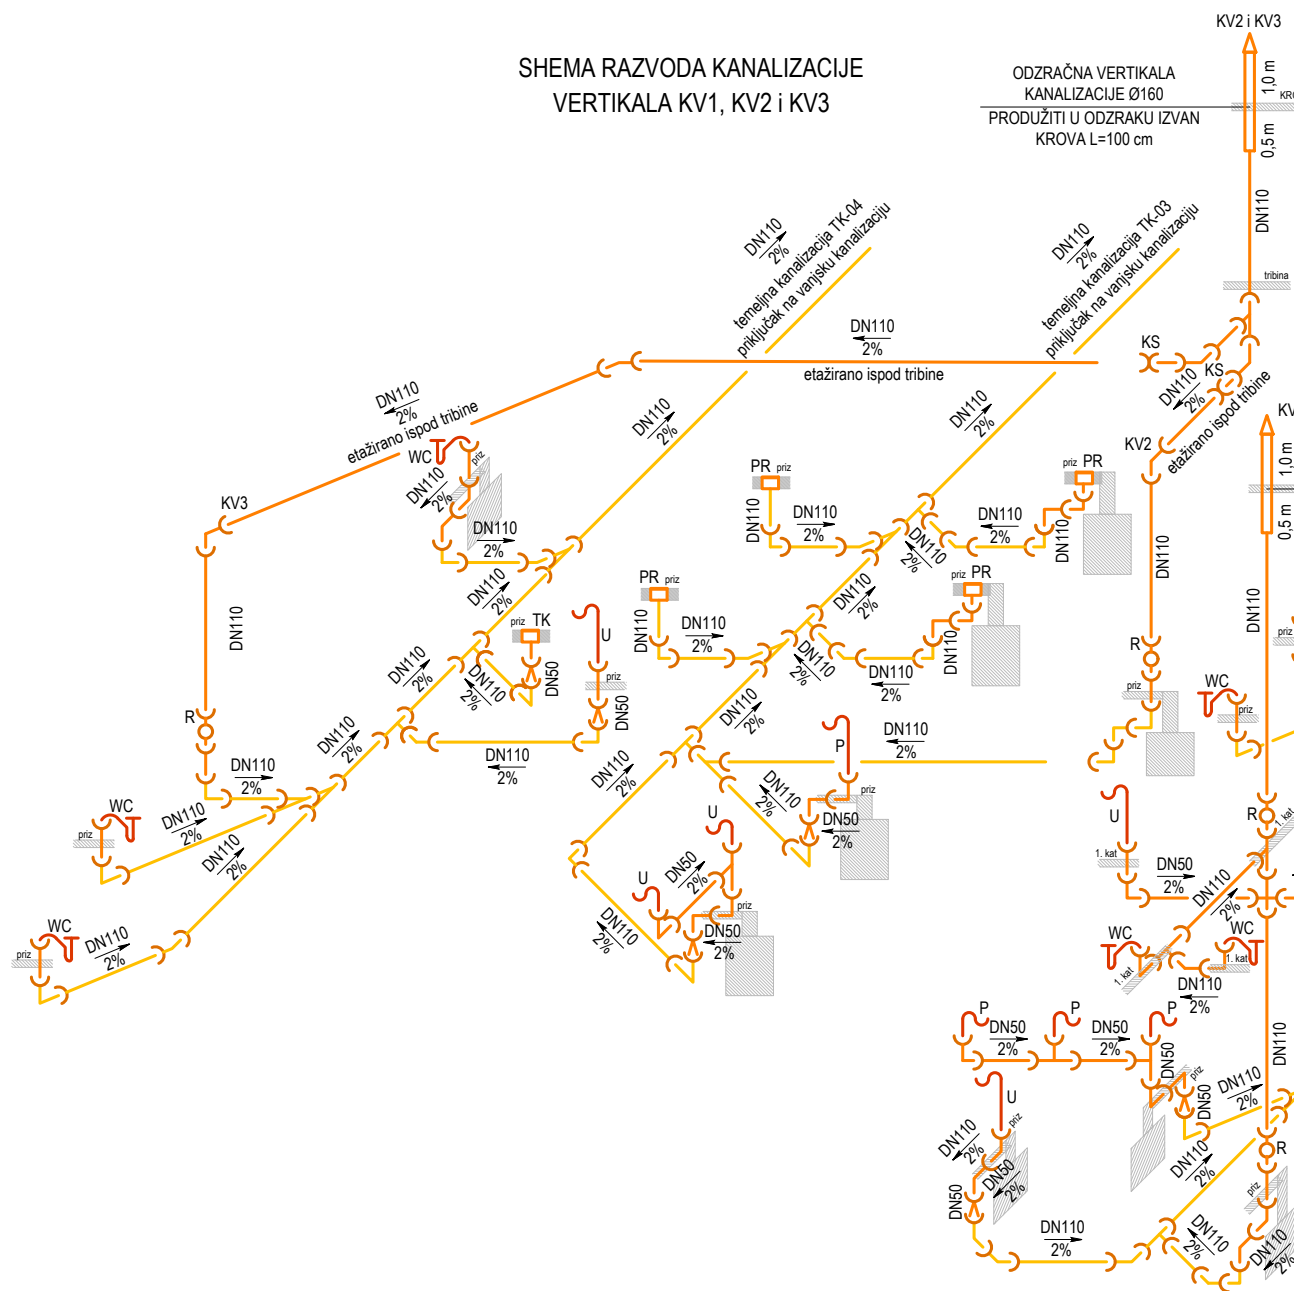 SHEMA RAZVODA KANALIZACIJE
VERTIKALA KV1, KV2 i KV3
KV2 i KV3
ODZRAČNA VERTIKALA
KANALIZACIJE Ø160
PRODUŽITI U ODZRAKU IZVAN
KROVA L=100 cm
1,0 m
0,5 m
DN110
tribina
DN110
2%
temeljna kanalizacija TK-04
priključak na vanjsku kanalizaciju
DN110
2%
temeljna kanalizacija TK-03
priključak na vanjsku kanalizaciju
DN110
2%
etažirano ispod tribine
KS
KS
DN110
2%
etažirano ispod tribine
KV2
DN110
2%
etažirano ispod tribine
WC
priz
DN110
2%
DN110
2%
DN110
2%
DN110
2%
KV3
DN110
2%
PR
priz
DN110
DN110
2%
priz
PR
DN110
2%
DN110
DN110
2%
1,0 m
0,5 m
DN110
DN110
DN110
DN110
2%
PR
priz
DN110
DN110
2%
DN110
2%
priz
PR
DN110
DN110
2%
DN110
2%
priz
TK
DN50
U
priz
DN50
DN110
2%
DN110
2%
DN110
2%
R
DN110
2%
DN110
2%
DN110
2%
R
priz
WC
priz
priz
DN110
2%
P
DN110
2%
DN110
2%
DN110
2%
priz
DN50
2%
WC
priz
DN110
2%
DN110
2%
WC
priz
DN110
2%
U
DN50
2%
U
DN50
2%
DN110
2%
U
1. kat
DN50
2%
R
1. kat
DN110
2%
WC
1. kat
WC
1. kat
DN110
2%
DN110
P
DN50
2%
P
DN50
2%
P
DN50
priz
DN50
DN110
2%
U
priz
DN110
2%
DN50
2%
DN50
DN110
2%
DN110
2%
R
priz
DN110
2%
DN110
2%